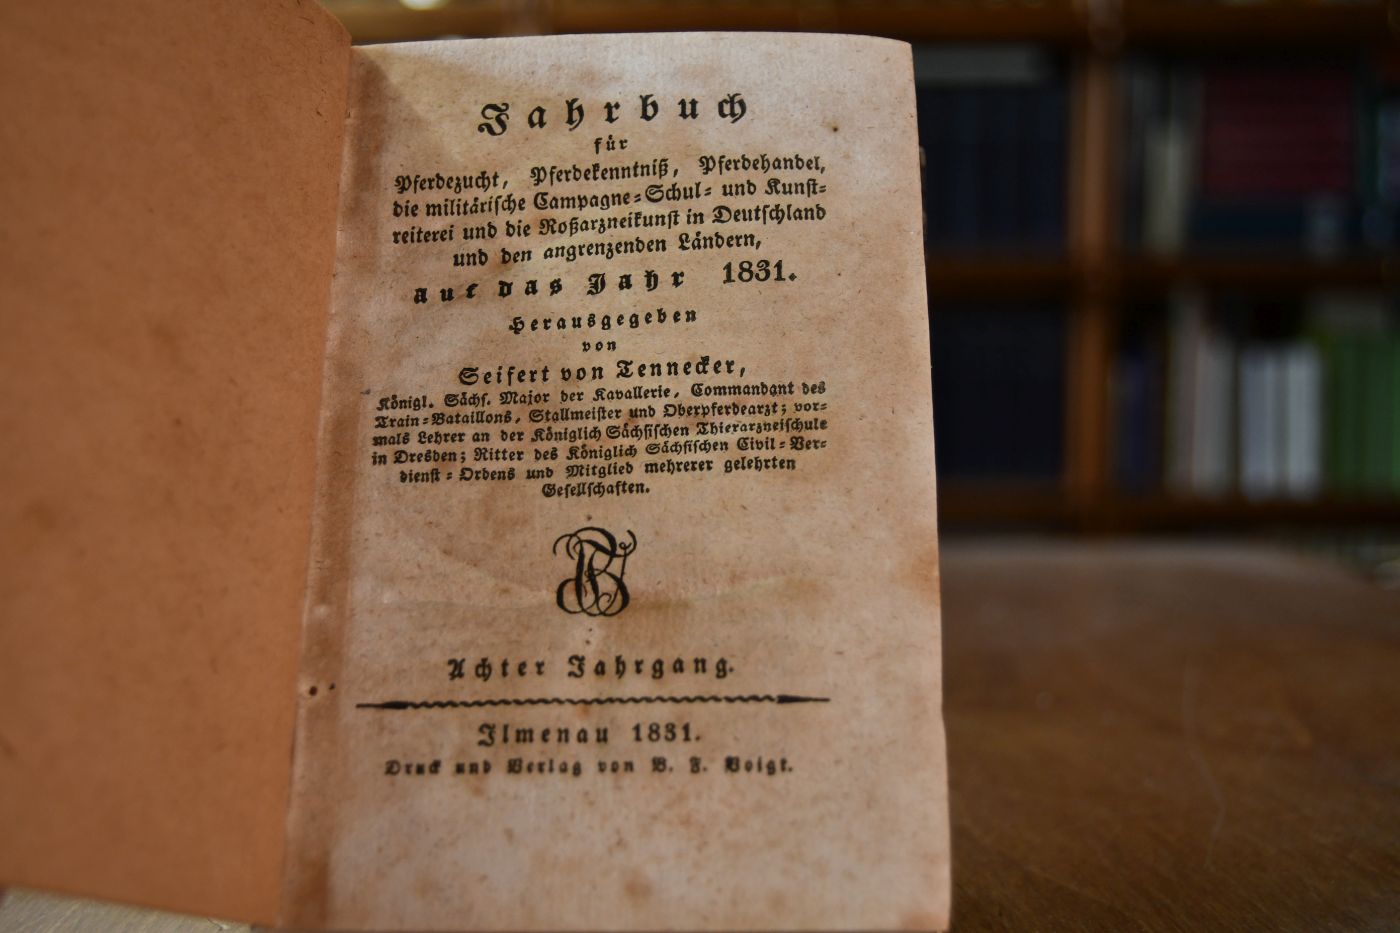 Jahrbuch
für
Pferdezucht, Pferdekenntniß, Pferdehandel,
die militärische Campagne-Schul- und Kunst-
reiterei und die Roßarzneikunst in Deutschland
und den angrenzenden Ländern,
auf das Jahr 1831.
Herausgegeben
von
Seifert von Tennecker,
Königl. Sächs. Major der Kavallerie, Commandant des
Train-Bataillons, Stallmeister und Oberpferdearzt; vor-
mals Lehrer an der Königlich Sächsischen Thierarzneischule
in Dresden; Ritter des Königlich Sächsischen Civil-Ver-
dienst-Ordens und Mitglied mehrerer gelehrten
Gesellschaften.
Achter Jahrgang.
Ilmenau 1831.
Druck und Verlag von B. F. Voigt.